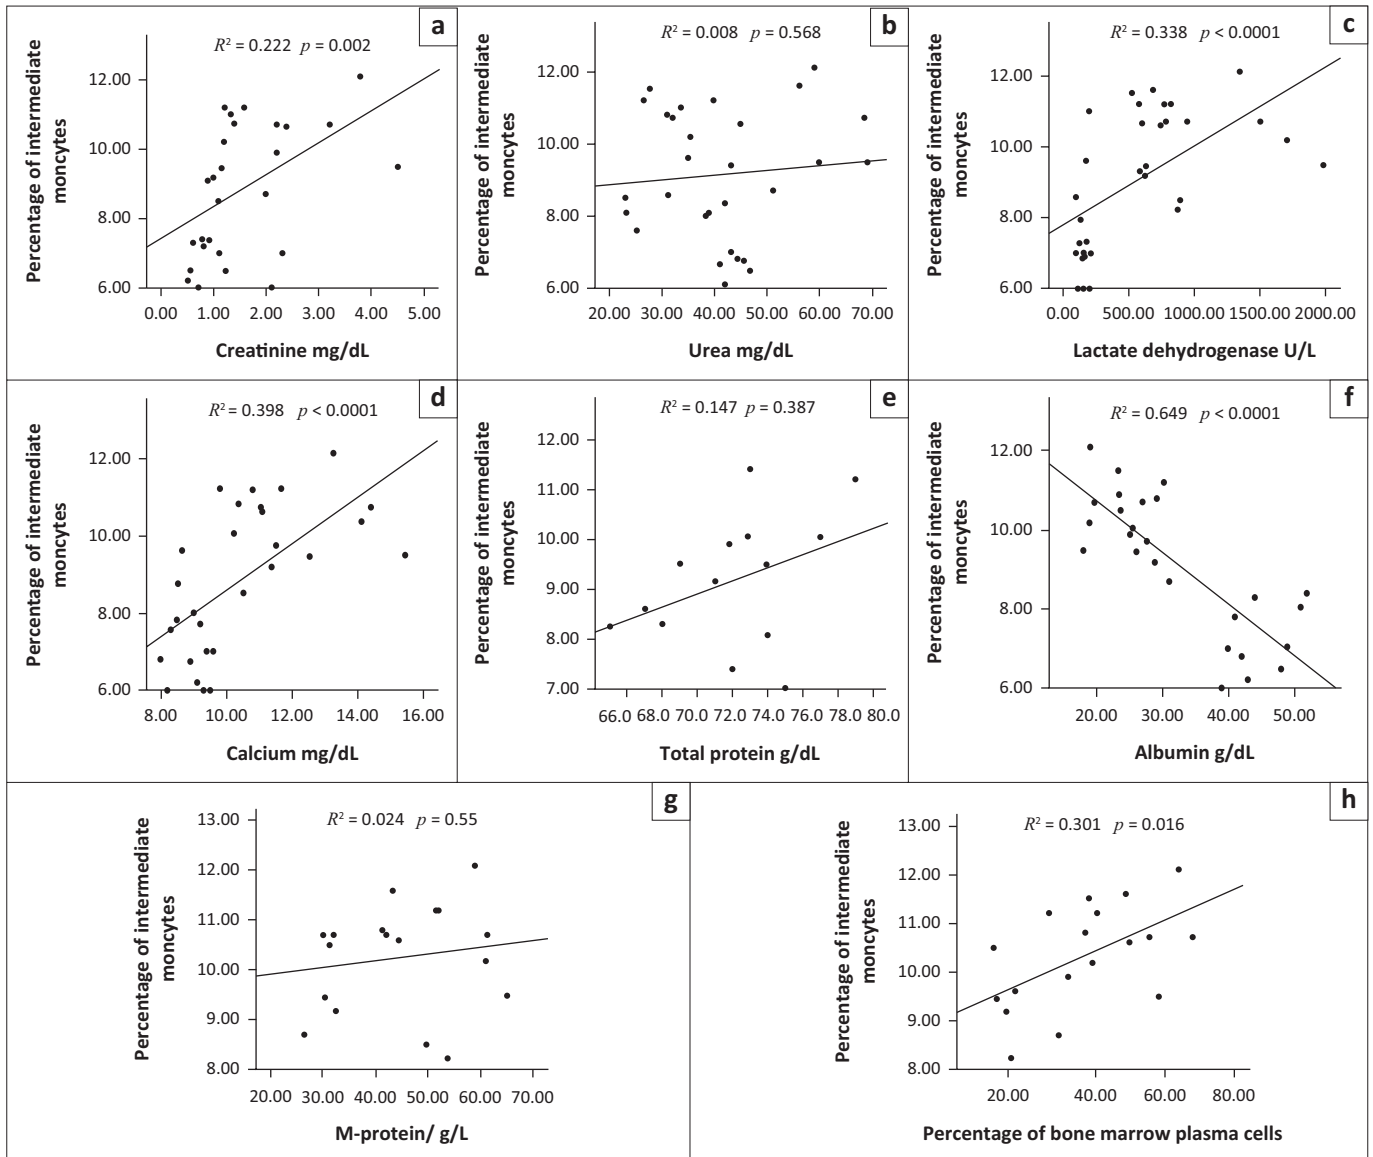 a
R² = 0.222 p = 0.002
Percentage of intermediate
moncytes
12.00
10.00
8.00
6.00
0.00 1.00 2.00 3.00 4.00 5.00
Creatinine mg/dL
b
R² = 0.008 p = 0.568
Percentage of intermediate
moncytes
12.00
10.00
8.00
6.00
20.00 30.00 40.00 50.00 60.00 70.00
Urea mg/dL
c
R² = 0.338 p < 0.0001
Percentage of intermediate
moncytes
12.00
10.00
8.00
6.00
0.00 500.00 1000.00 1500.00 2000.00
Lactate dehydrogenase U/L
d
R² = 0.398 p < 0.0001
Percentage of intermediate
moncytes
12.00
10.00
8.00
6.00
8.00 10.00 12.00 14.00 16.00
Calcium mg/dL
e
R² = 0.147 p = 0.387
Percentage of intermediate
moncytes
12.00
11.00
10.00
9.00
8.00
7.00
66.0 68.0 70.0 72.0 74.0 76.0 78.0 80.0
Total protein g/dL
f
R² = 0.649 p < 0.0001
Percentage of intermediate
moncytes
12.00
10.00
8.00
6.00
20.00 30.00 40.00 50.00
Albumin g/dL
g
R² = 0.024 p = 0.55
Percentage of intermediate
moncytes
13.00
12.00
11.00
10.00
9.00
8.00
20.00 30.00 40.00 50.00 60.00 70.00
M-protein/ g/L
h
R² = 0.301 p = 0.016
Percentage of intermediate
moncytes
13.00
12.00
11.00
10.00
9.00
8.00
20.00 40.00 60.00 80.00
Percentage of bone marrow plasma cells